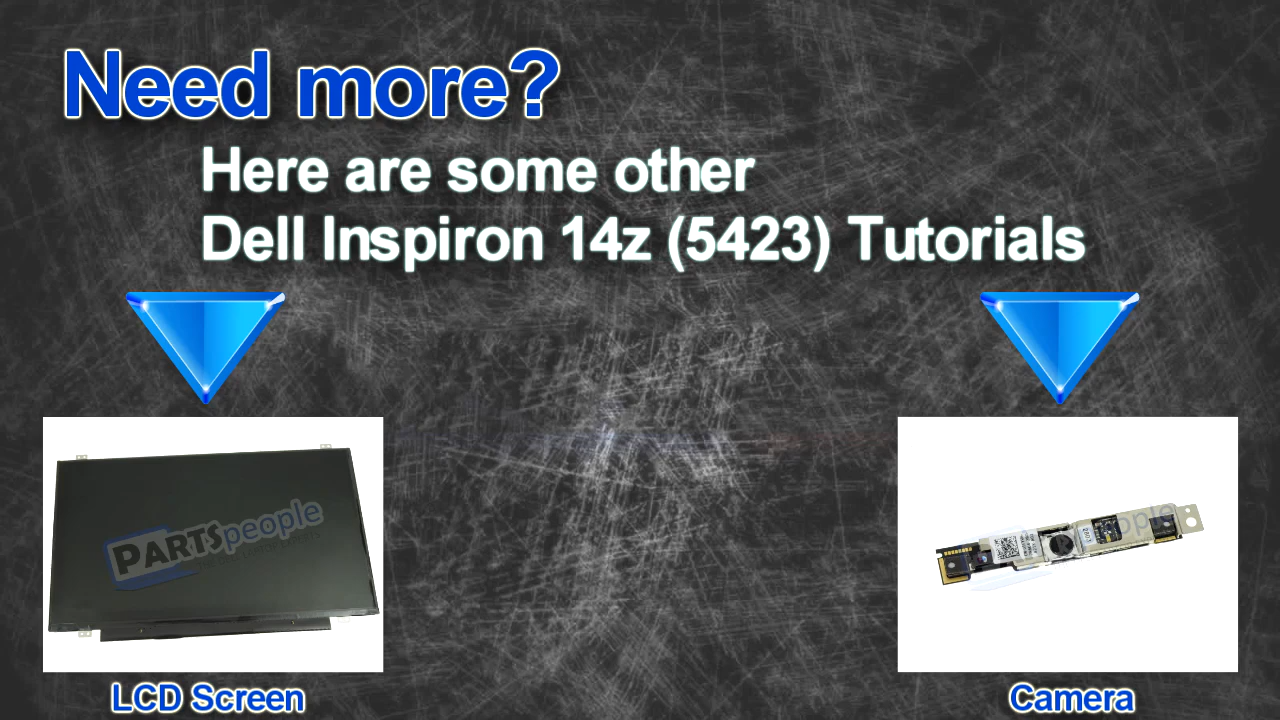 Need more?
Here are some other
Dell Inspiron 14z (5423) Tutorials
PARTSpeople
LCD Screen
Camera